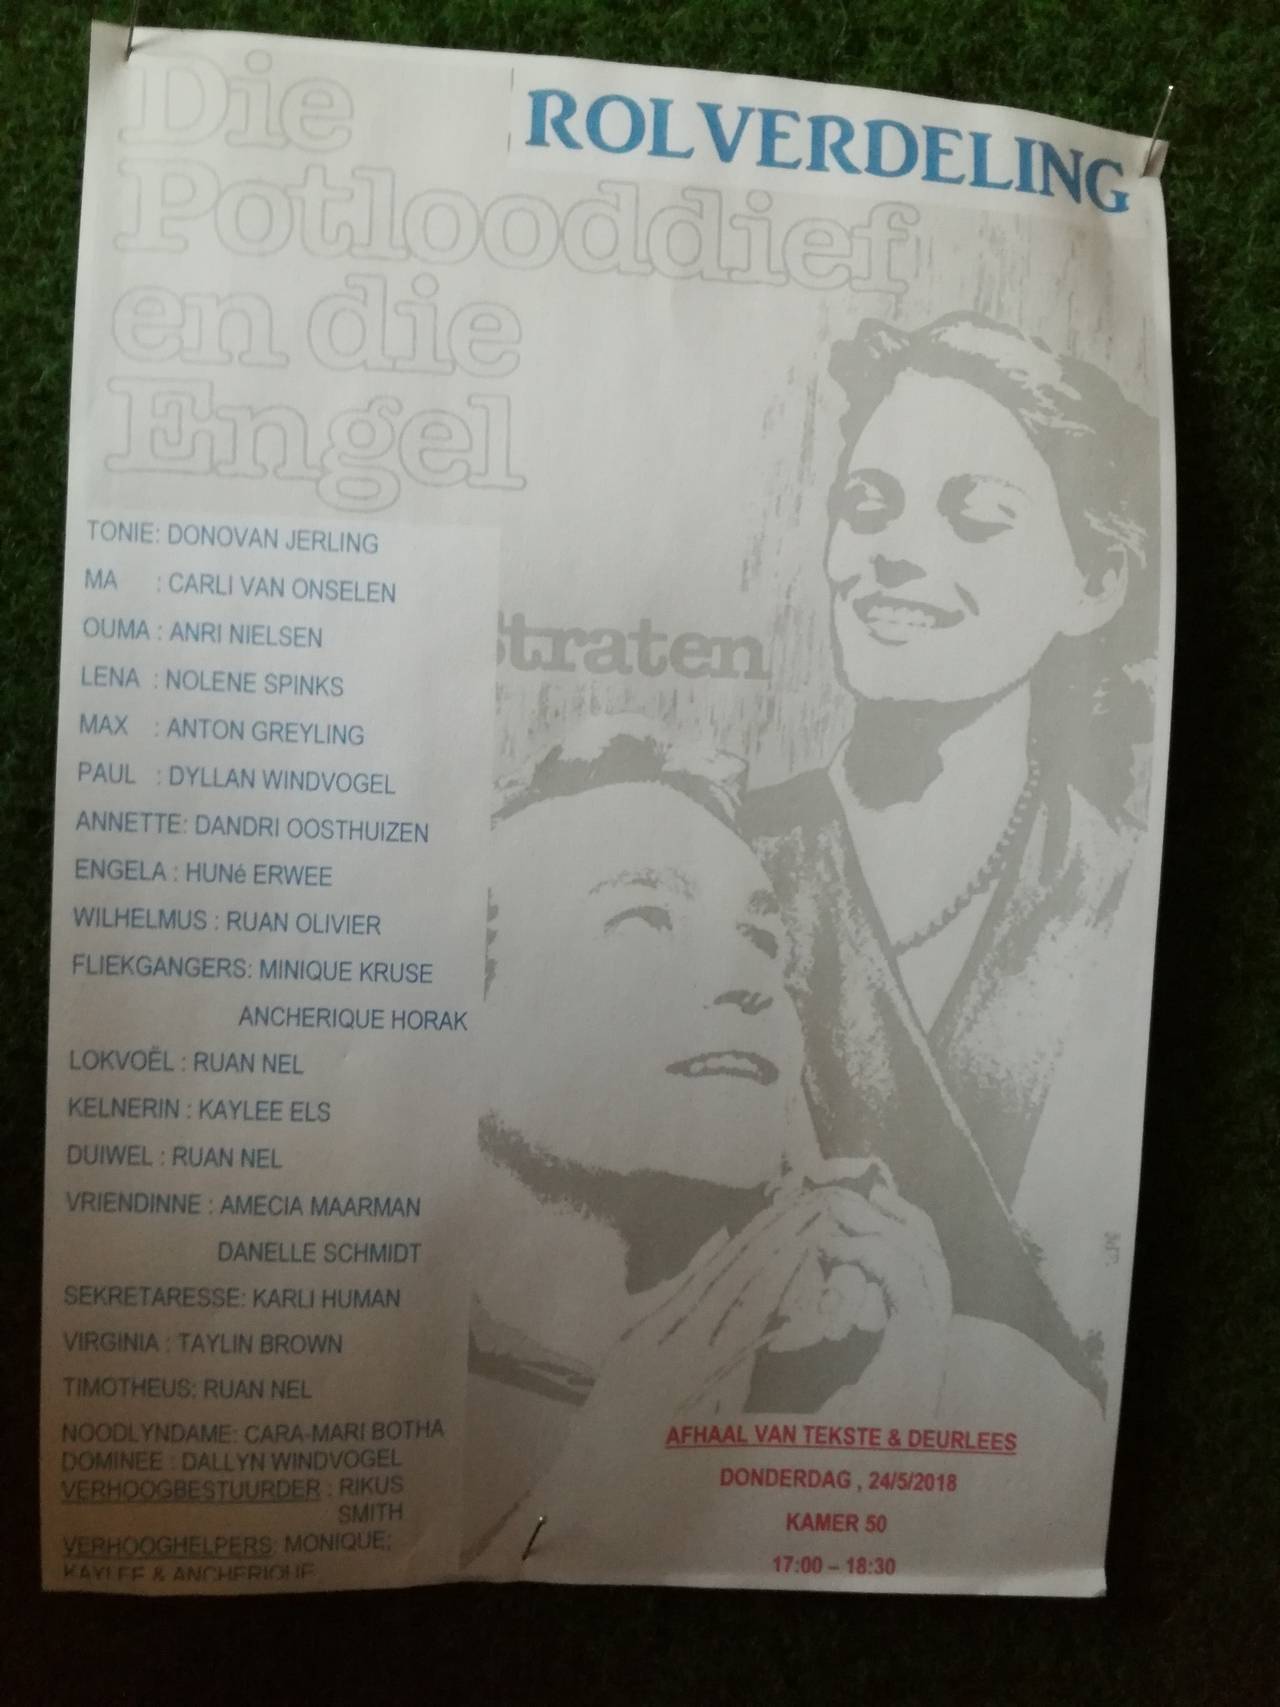 Die
Potlooddief
en die
Engel
ROLVERDELING
straten
TONIE: DONOVAN JERLING
MA : CARLI VAN ONSELEN
OUMA : ANRI NIELSEN
LENA : NOLENE SPINKS
MAX : ANTON GREYLING
PAUL : DYLLAN WINDVOGEL
ANNETTE: DANDRI OOSTHUIZEN
ENGELA : HUNé ERWEE
WILHELMUS : RUAN OLIVIER
FLIEKGANGERS: MINIQUE KRUSE
ANCHERIQUE HORAK
LOKVOËL : RUAN NEL
KELNERIN : KAYLEE ELS
DUIWEL : RUAN NEL
VRIENDINNE : AMECIA MAARMAN
DANELLE SCHMIDT
SEKRETARESSE: KARLI HUMAN
VIRGINIA : TAYLIN BROWN
TIMOTHEUS: RUAN NEL
NOODLYNDAME: CARA-MARI BOTHA
DOMINEE : DALLYN WINDVOGEL
VERHOOGBESTUURDER : RIKUS
SMITH
VERHOOGHELPERS: MONIQUE;
KAYLEE & ANCHERIQUE
AFHAAL VAN TEKSTE & DEURLEES
DONDERDAG , 24/5/2018
KAMER 50
17:00 – 18:30